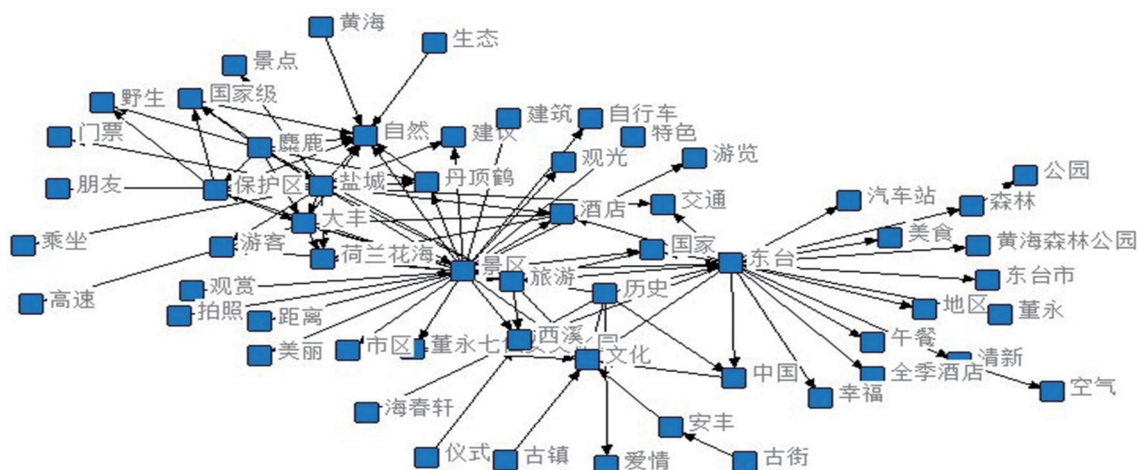 黄海
生态
景点
野生
国家级
建筑
自行车
门票
麋鹿
自然
建议
特色
观光
游览
朋友
保护区
盐城
丹顶鹤
公园
大丰
酒店
交通
汽车站
森林
乘坐
游客
荷兰花海
国家
美食
黄海森林公园
景区
旅游
东台
东台市
高速
观赏
历史
拍照
距离
地区
董永
美丽
市区
董永七
西溪
园
文化
午餐
清新
中国
全季酒店
空气
幸福
海春轩
安丰
仪式
古镇
爱情
古街